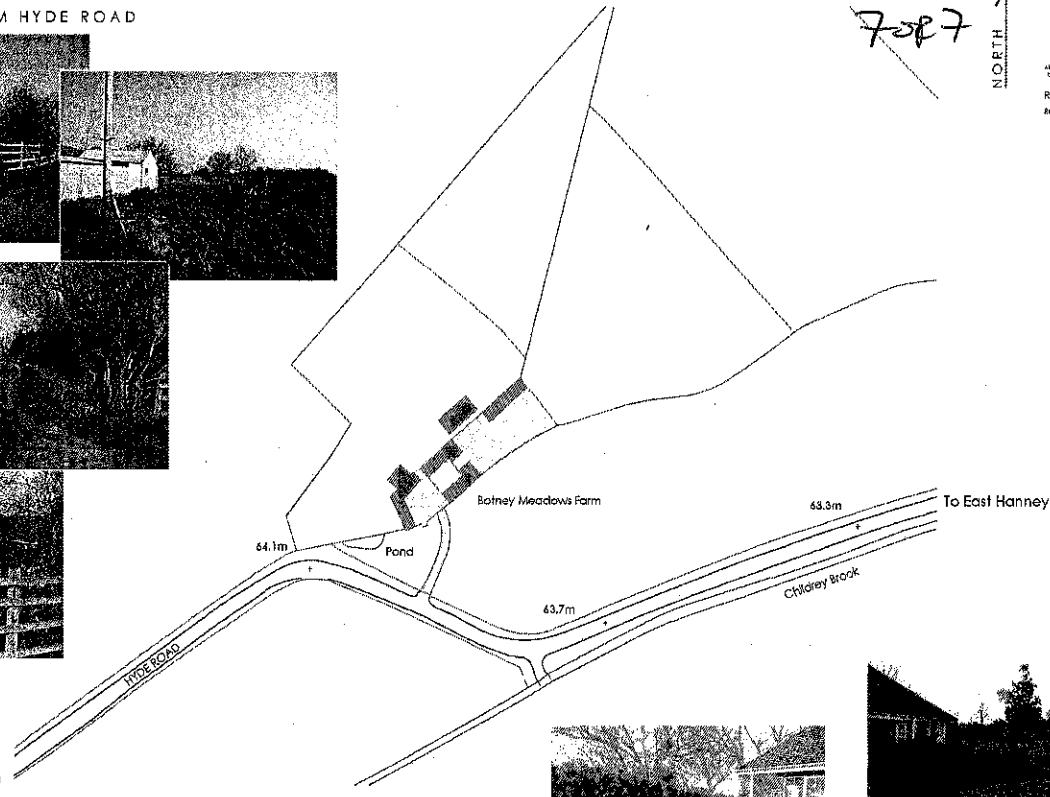 M HYDE ROAD
7 OF 7
NORTH
Botney Meadows Farm
63.3m
To East Hanney
64.1m
Pond
Childrey Brook
63.7m
HYDE ROAD